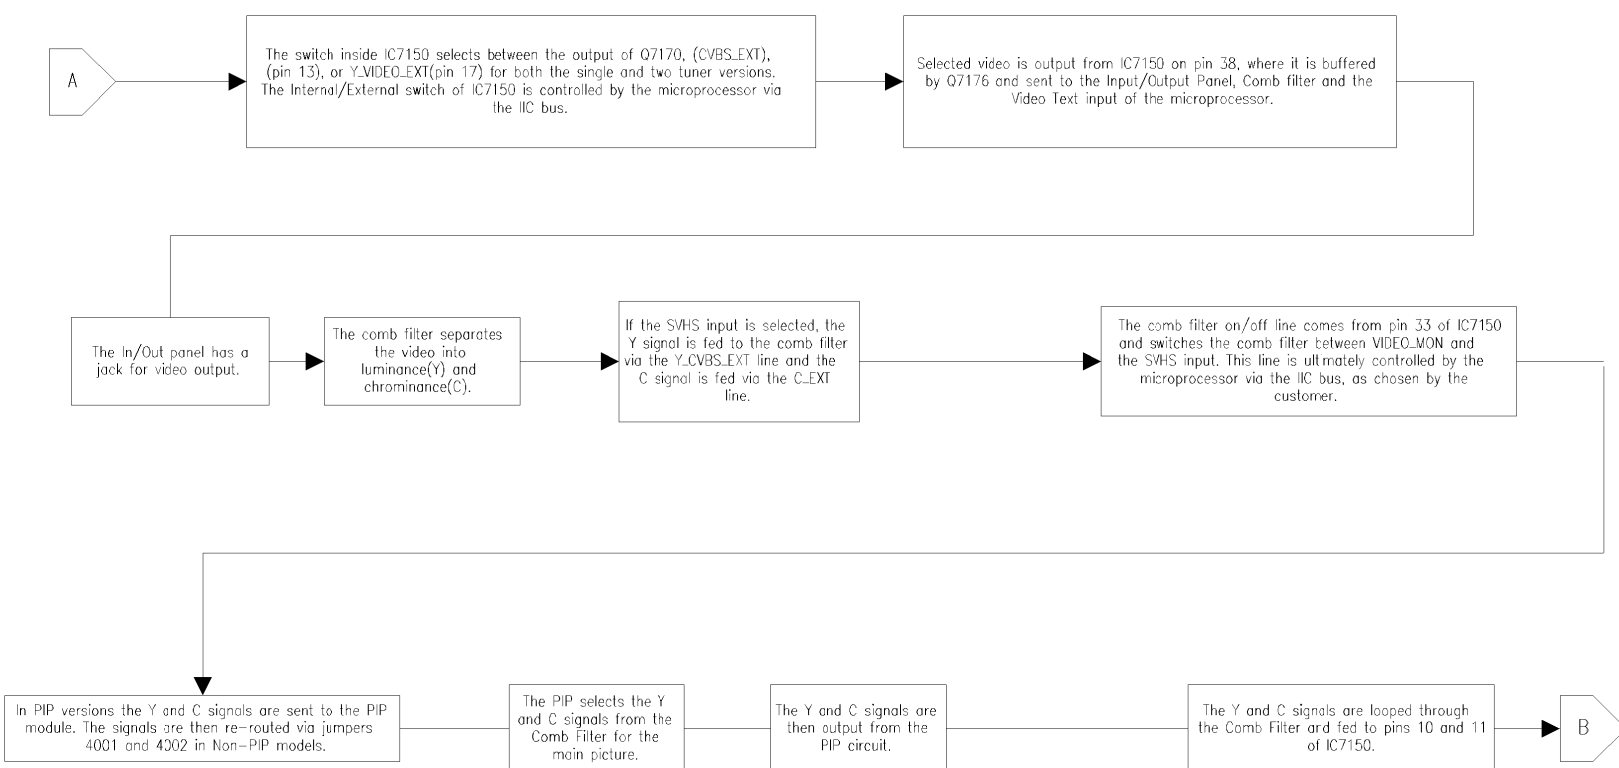 A
The switch inside IC7150 selects between the output of Q7170, (CVBS_EXT),
(pin 13), or Y_VIDEO_EXT(pin 17) for both the single and two tuner versions.
The Internal/External switch of IC7150 is controlled by the microprocessor via
the IIC bus.
Selected video is output from IC7150 on pin 38, where it is buffered
by Q7176 and sent to the Input/Output Panel, Comb filter and the
Video Text input of the microprocessor.
The In/Out panel has a
jack for video output.
The comb filter separates
the video into
luminance(Y) and
chrominance(C).
If the SVHS input is selected, the
Y signal is fed to the comb filter
via the Y_CVBS_EXT line and the
C signal is fed via the C_EXT
line.
The comb filter on/off line comes from pin 33 of IC7150
and switches the comb filter between VIDEO_MON and
the SVHS input. This line is ultimately controlled by the
microprocessor via the IIC bus, as chosen by the
customer.
In PIP versions the Y and C signals are sent to the PIP
module. The signals are then re-routed via jumpers
4001 and 4002 in Non-PIP models.
The PIP selects the Y
and C signals from the
Comb Filter for the
main picture.
The Y and C signals are
then output from the
PIP circuit.
The Y and C signals are looped through
the Comb Filter and fed to pins 10 and 11
of IC7150.
B